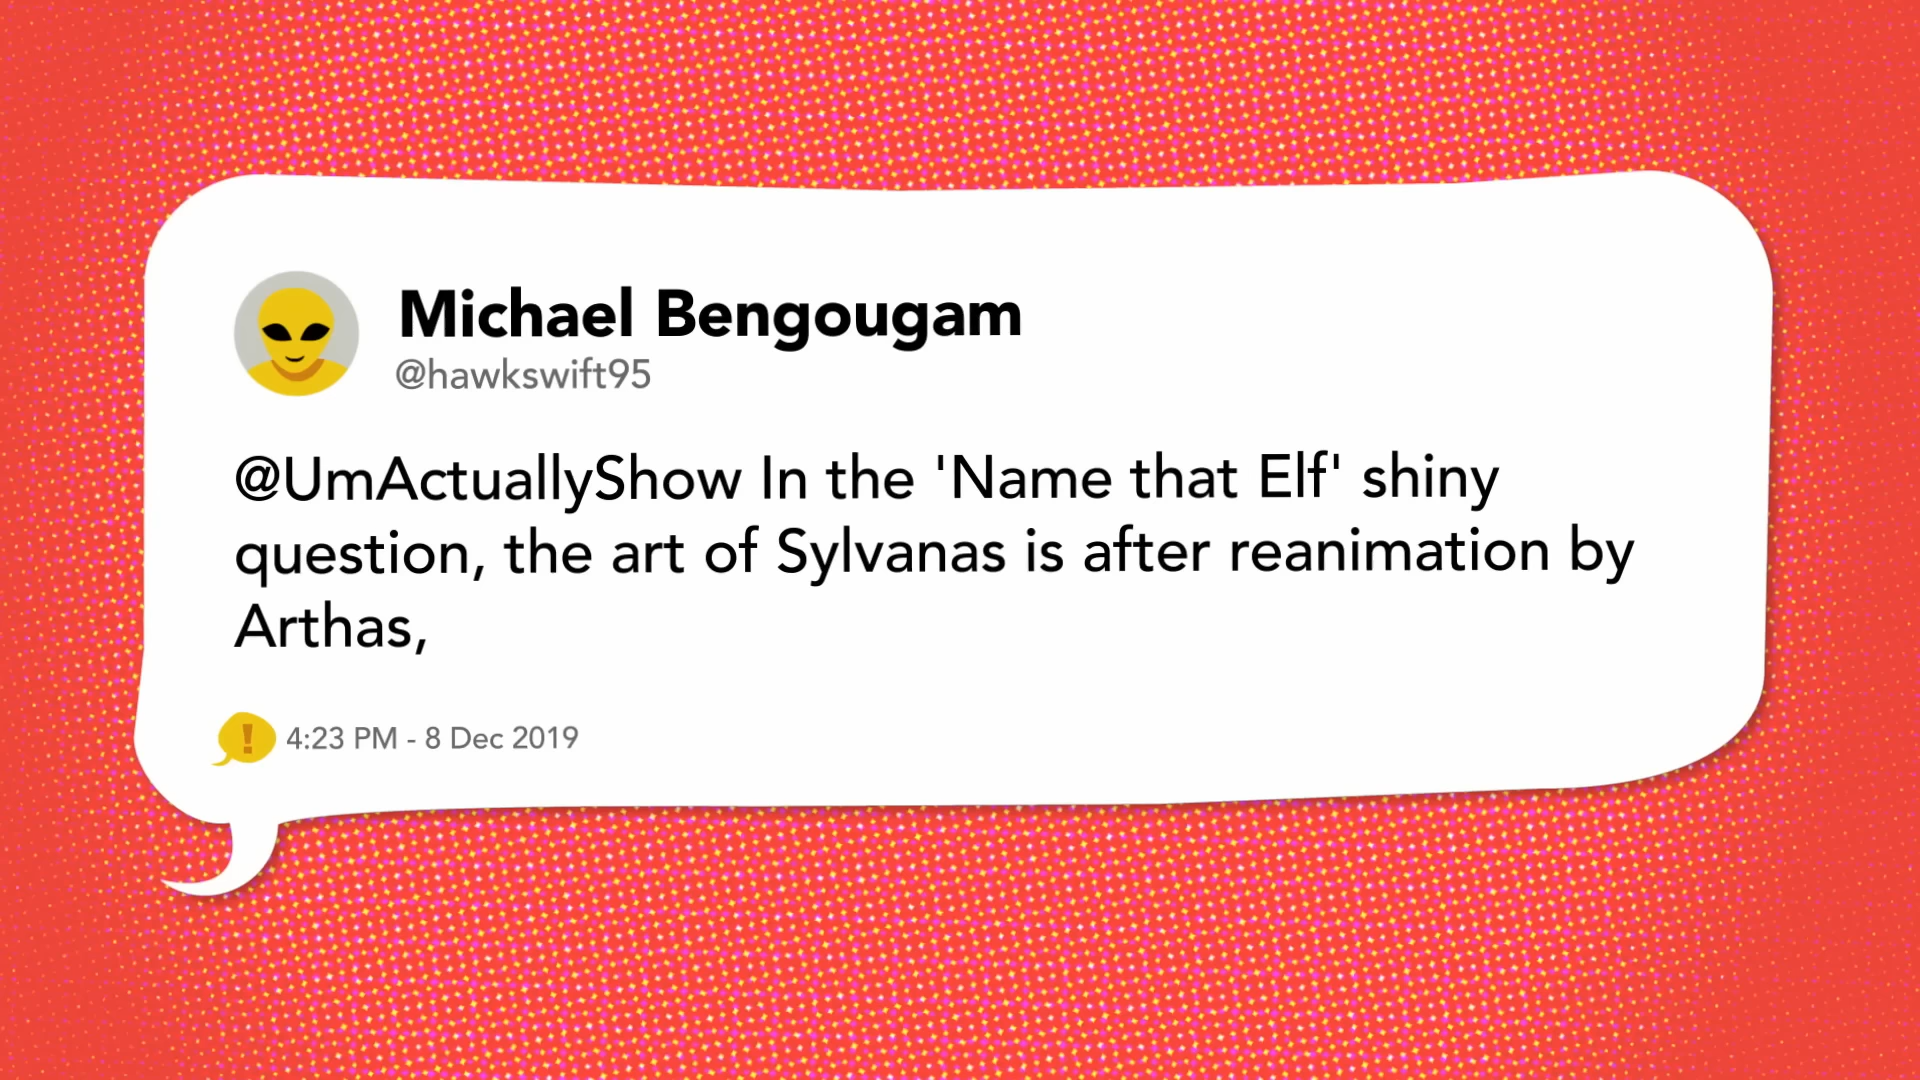 Michael Bengougam
@hawkswift95
@UmActuallyShow In the 'Name that Elf' shiny
question, the art of Sylvanas is after reanimation by
Arthas,
! 4:23 PM - 8 Dec 2019